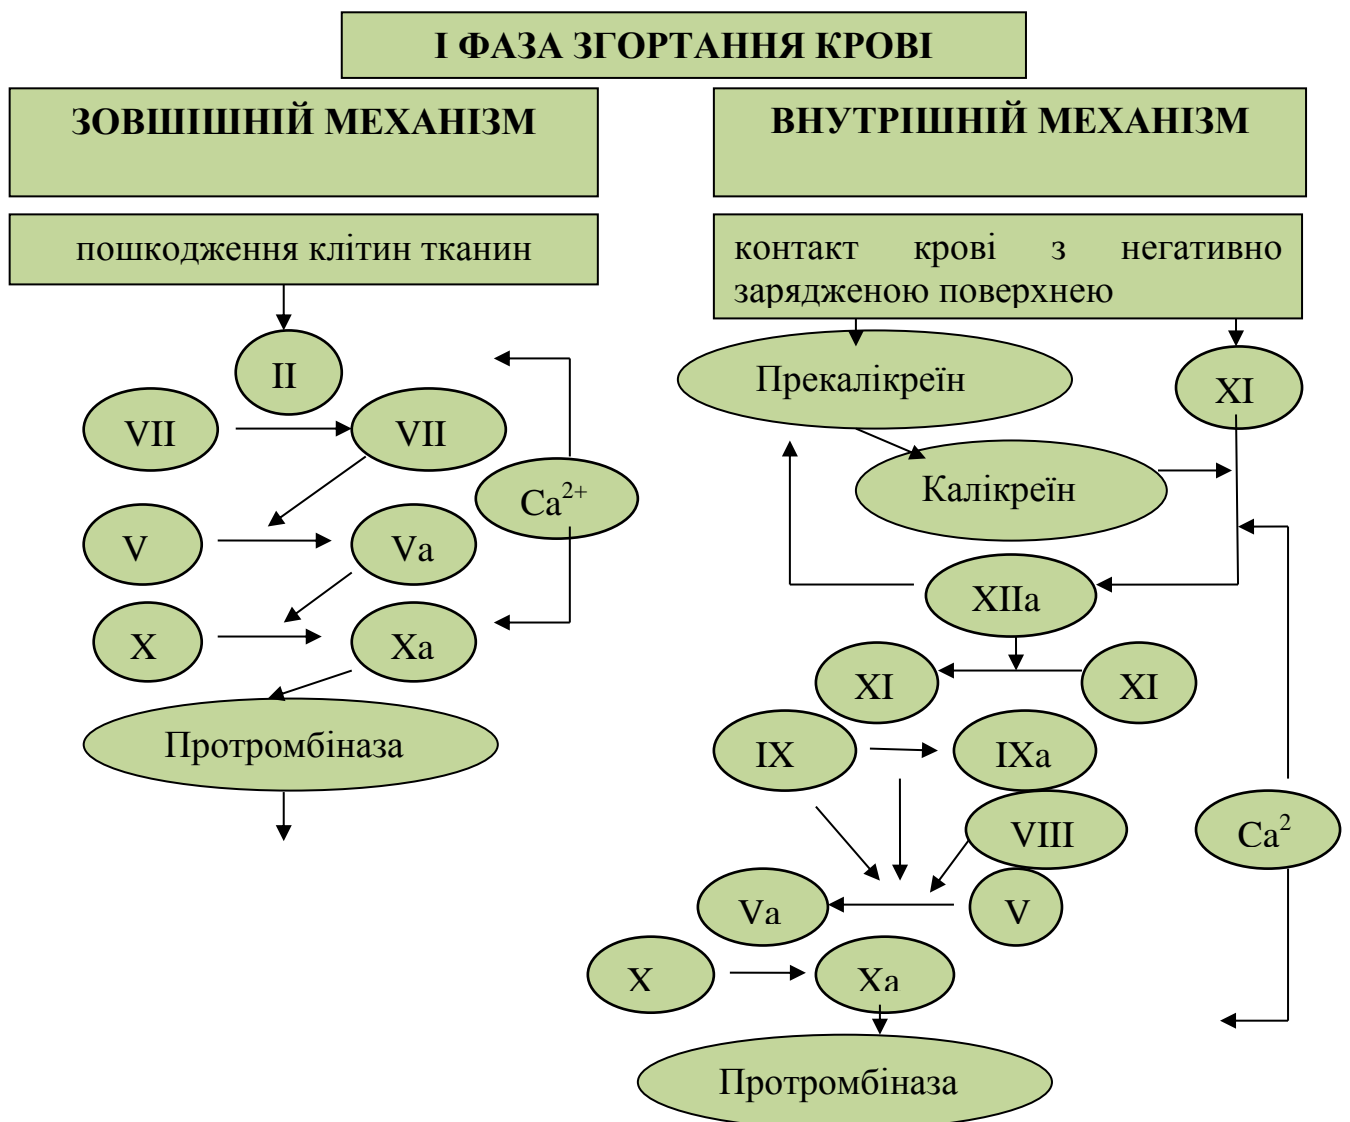 І ФАЗА ЗГОРТАННЯ КРОВІ
ЗОВШІШНІЙ МЕХАНІЗМ
пошкодження клітин тканин
II
VII
VII
Ca²⁺
V
Va
X
Xa
Протромбіназа
ВНУТРІШНІЙ МЕХАНІЗМ
контакт крові з негативно
зарядженою поверхнею
Прекалікреїн
XI
Калікреїн
XIIa
XI
XI
IX
IXa
VIII
Ca²
Va
V
X
Xa
Протромбіназа